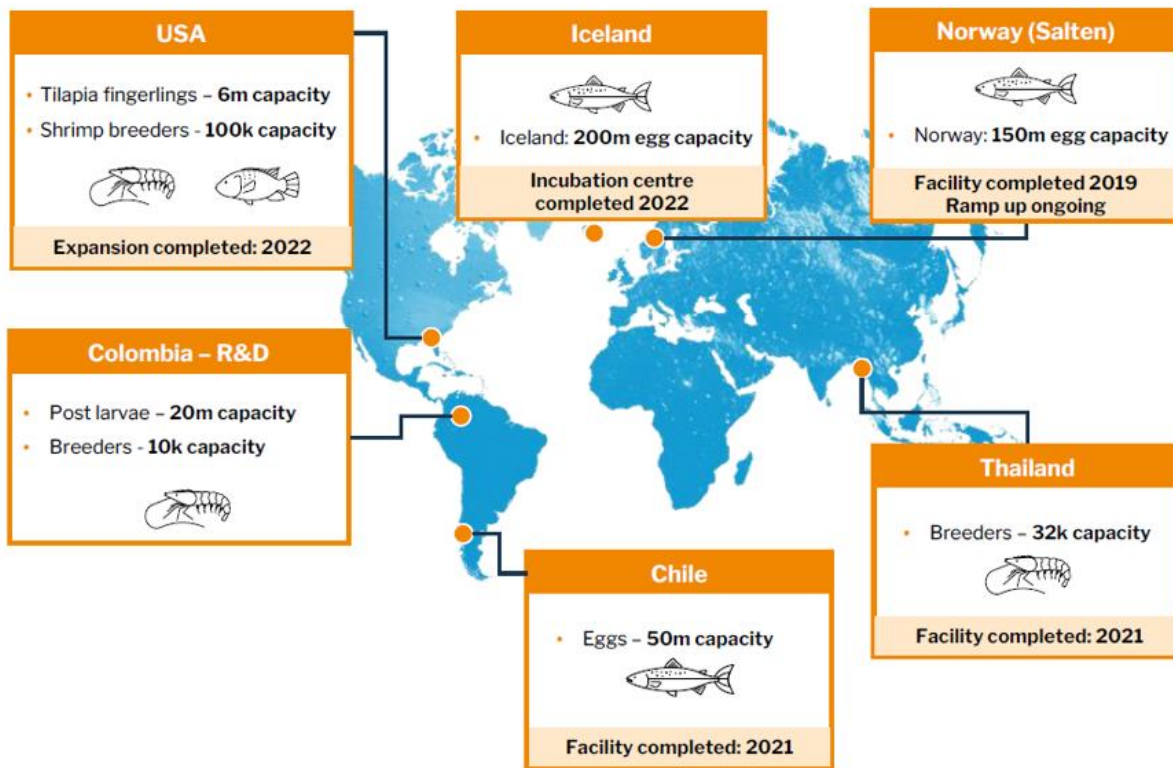 USA
• Tilapia fingerlings – 6m capacity
• Shrimp breeders - 100k capacity
Expansion completed: 2022
Iceland
• Iceland: 200m egg capacity
Incubation centre
completed 2022
Norway (Salten)
• Norway: 150m egg capacity
Facility completed 2019
Ramp up ongoing
Colombia – R&D
• Post larvae – 20m capacity
• Breeders - 10k capacity
Thailand
• Breeders – 32k capacity
Facility completed: 2021
Chile
• Eggs – 50m capacity
Facility completed: 2021